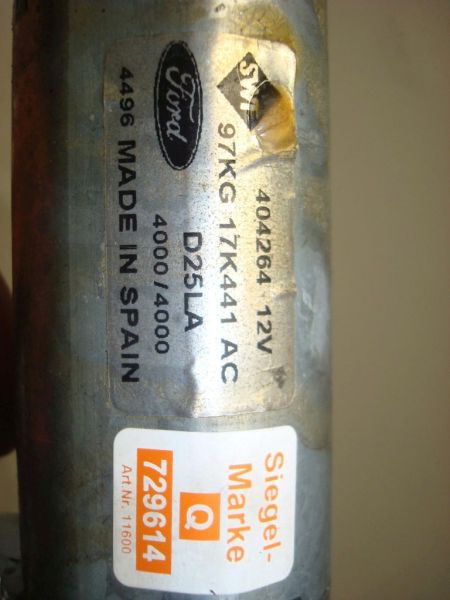 SWF
404264 12V
97KG 17K441 AC
Ford
D25LA
4000/4000
4496 MADE IN SPAIN
Siegel-
Marke
Q
729614
Art.Nr. 11600